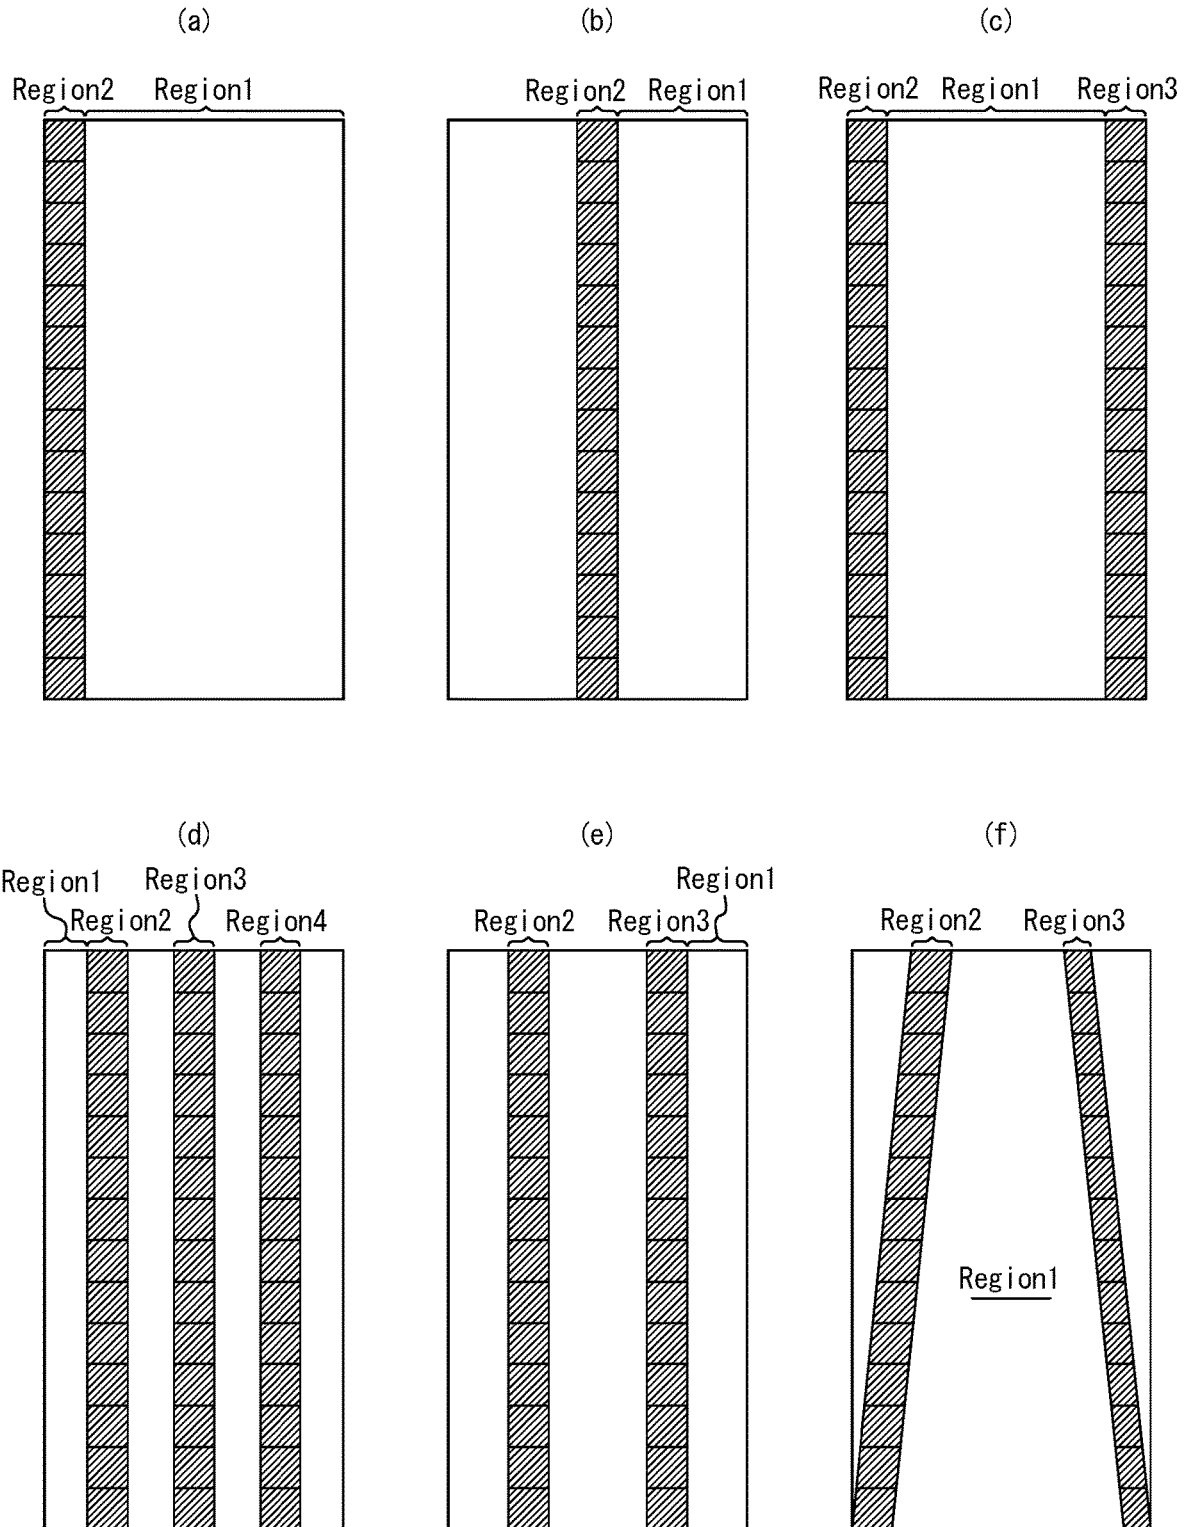 (a) (b) (c)
Region2 Region1 Region2 Region1 Region2 Region1 Region3
(d) (e) (f)
Region1 Region3 Region1
Region2 Region4 Region2 Region3 Region2 Region3
Region1